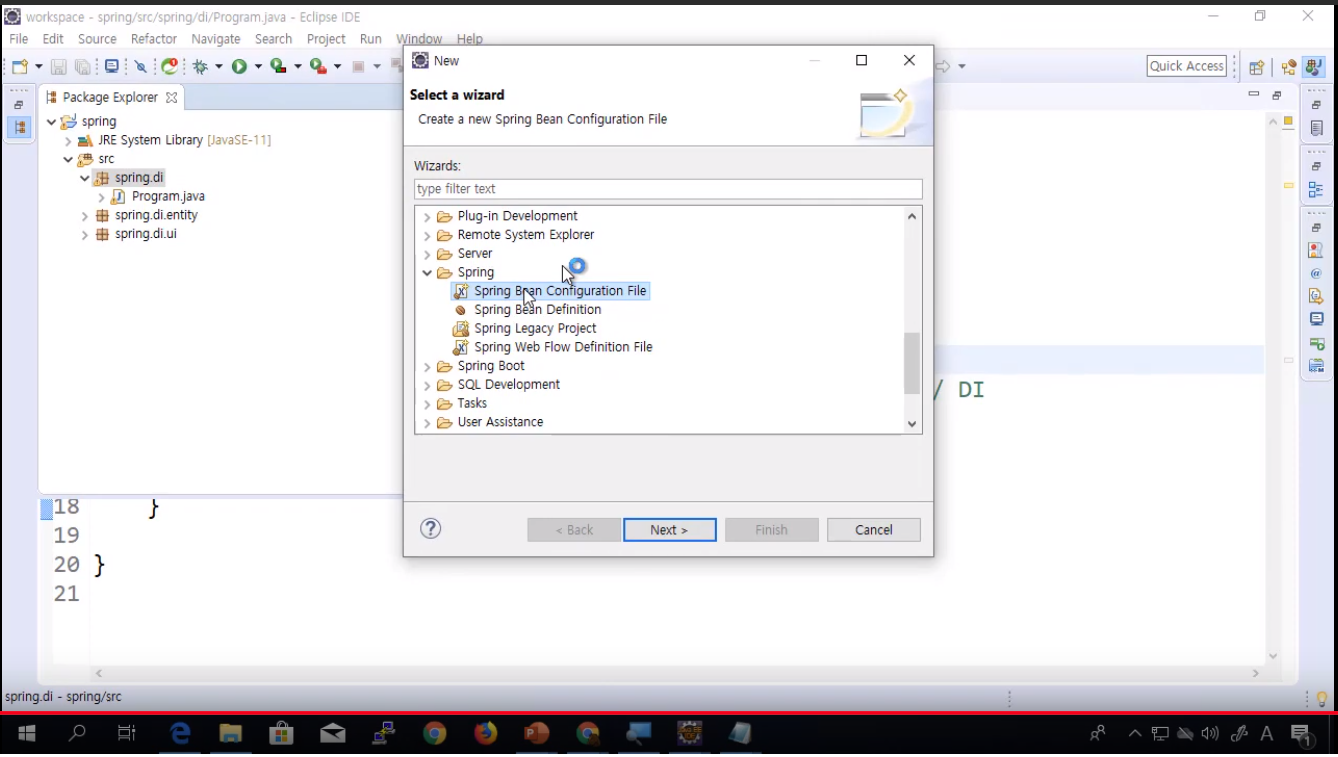 workspace - spring/src/spring/di/Program.java - Eclipse IDE
File Edit Source Refactor Navigate Search Project Run Window Help
Quick Access
Package Explorer
spring
JRE System Library [JavaSE-11]
src
spring.di
Program.java
spring.di.entity
spring.di.ui
New
Select a wizard
Create a new Spring Bean Configuration File
Wizards:
type filter text
Plug-in Development
Remote System Explorer
Server
Spring
Spring Bean Configuration File
Spring Bean Definition
Spring Legacy Project
Spring Web Flow Definition File
Spring Boot
SQL Development
Tasks
User Assistance
< Back Next > Finish Cancel
/ DI
18 }
19
20 }
21
spring.di - spring/src
A
1